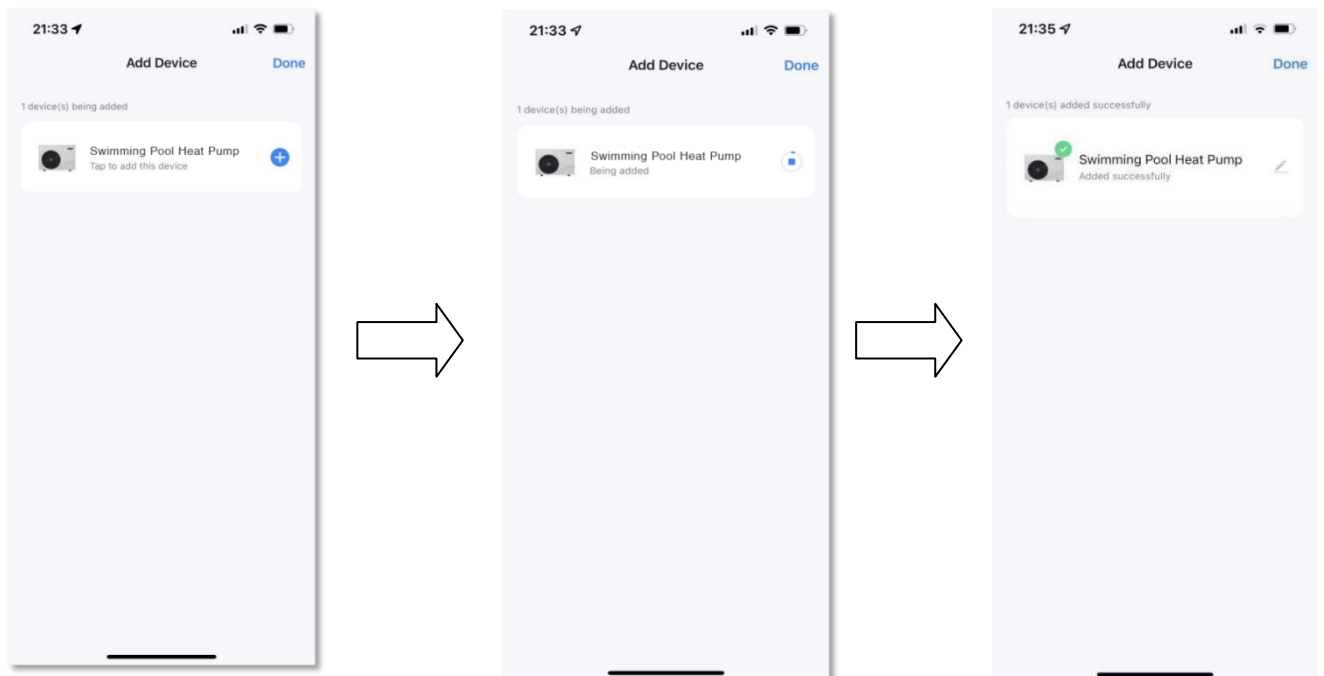 21:33
Add Device
Done
1 device(s) being added
Swimming Pool Heat Pump
Tap to add this device
21:33
Add Device
Done
1 device(s) being added
Swimming Pool Heat Pump
Being added
21:35
Add Device
Done
1 device(s) added successfully
Swimming Pool Heat Pump
Added successfully